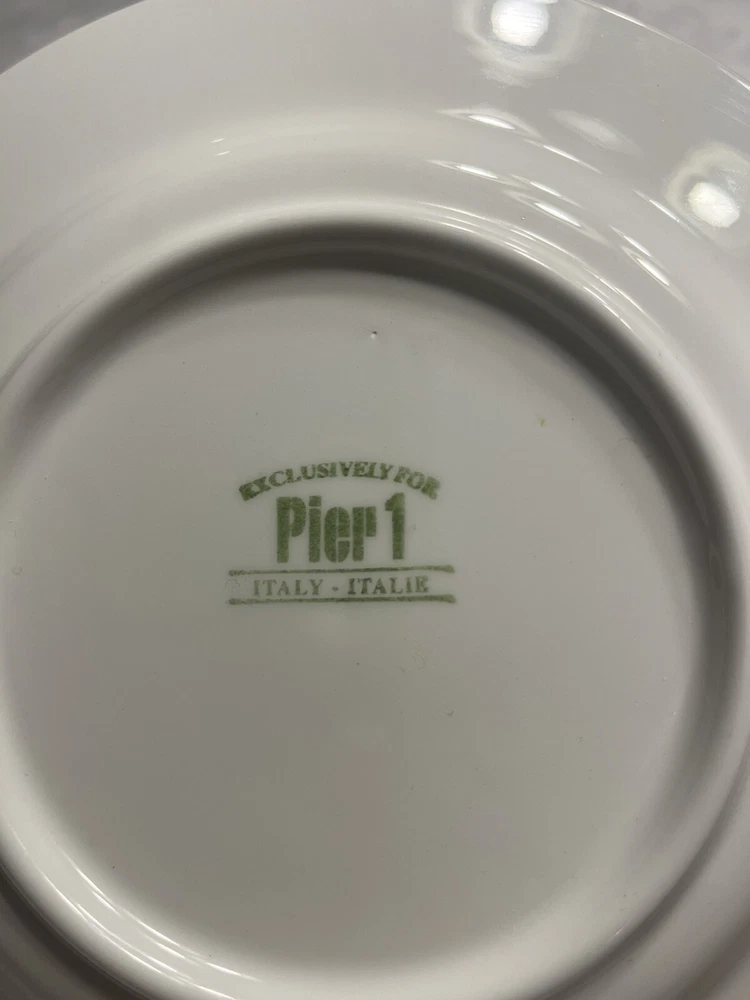 EXCLUSIVELY FOR
Pier 1
ITALY - ITALIE